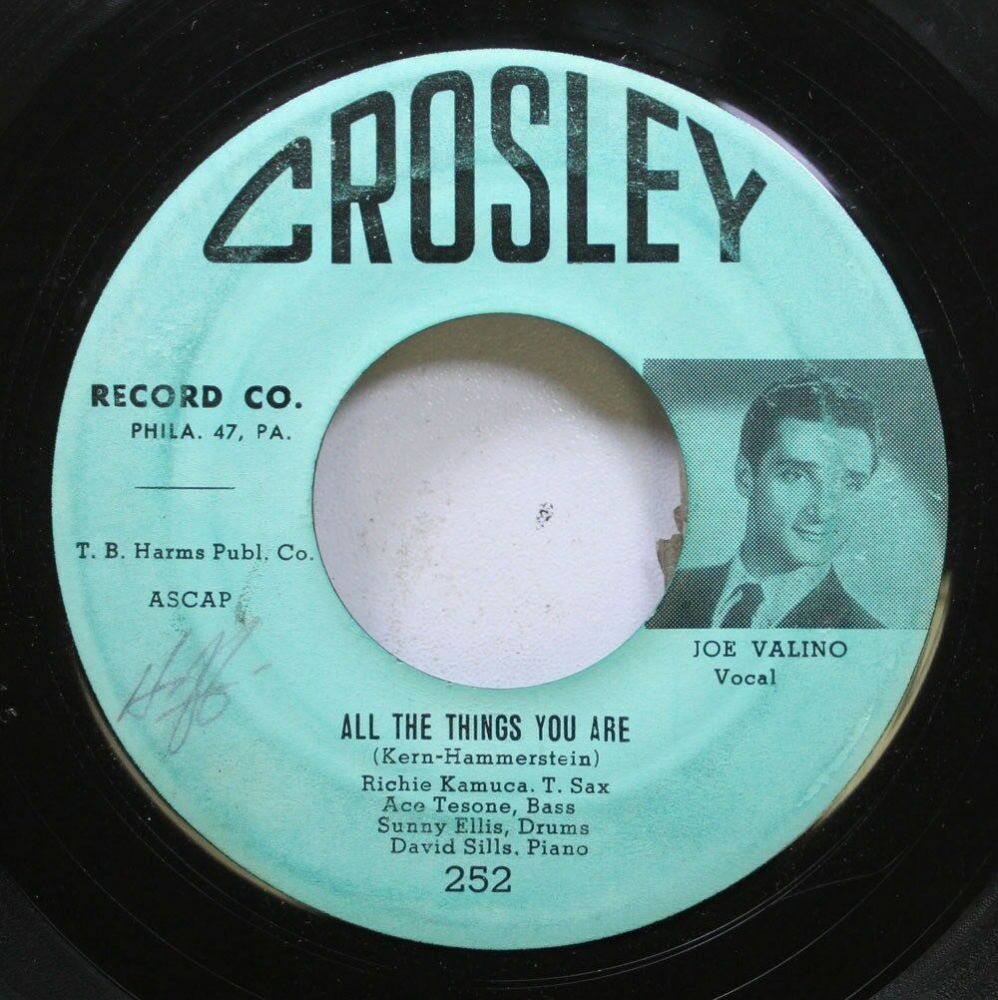 CROSLEY
RECORD CO.
PHILA. 47, PA.
T. B. Harms Publ. Co.
ASCAP
JOE VALINO
Vocal
ALL THE THINGS YOU ARE
(Kern-Hammerstein)
Richie Kamuca. T. Sax
Ace Tesone, Bass
Sunny Ellis, Drums
David Sills, Piano
252